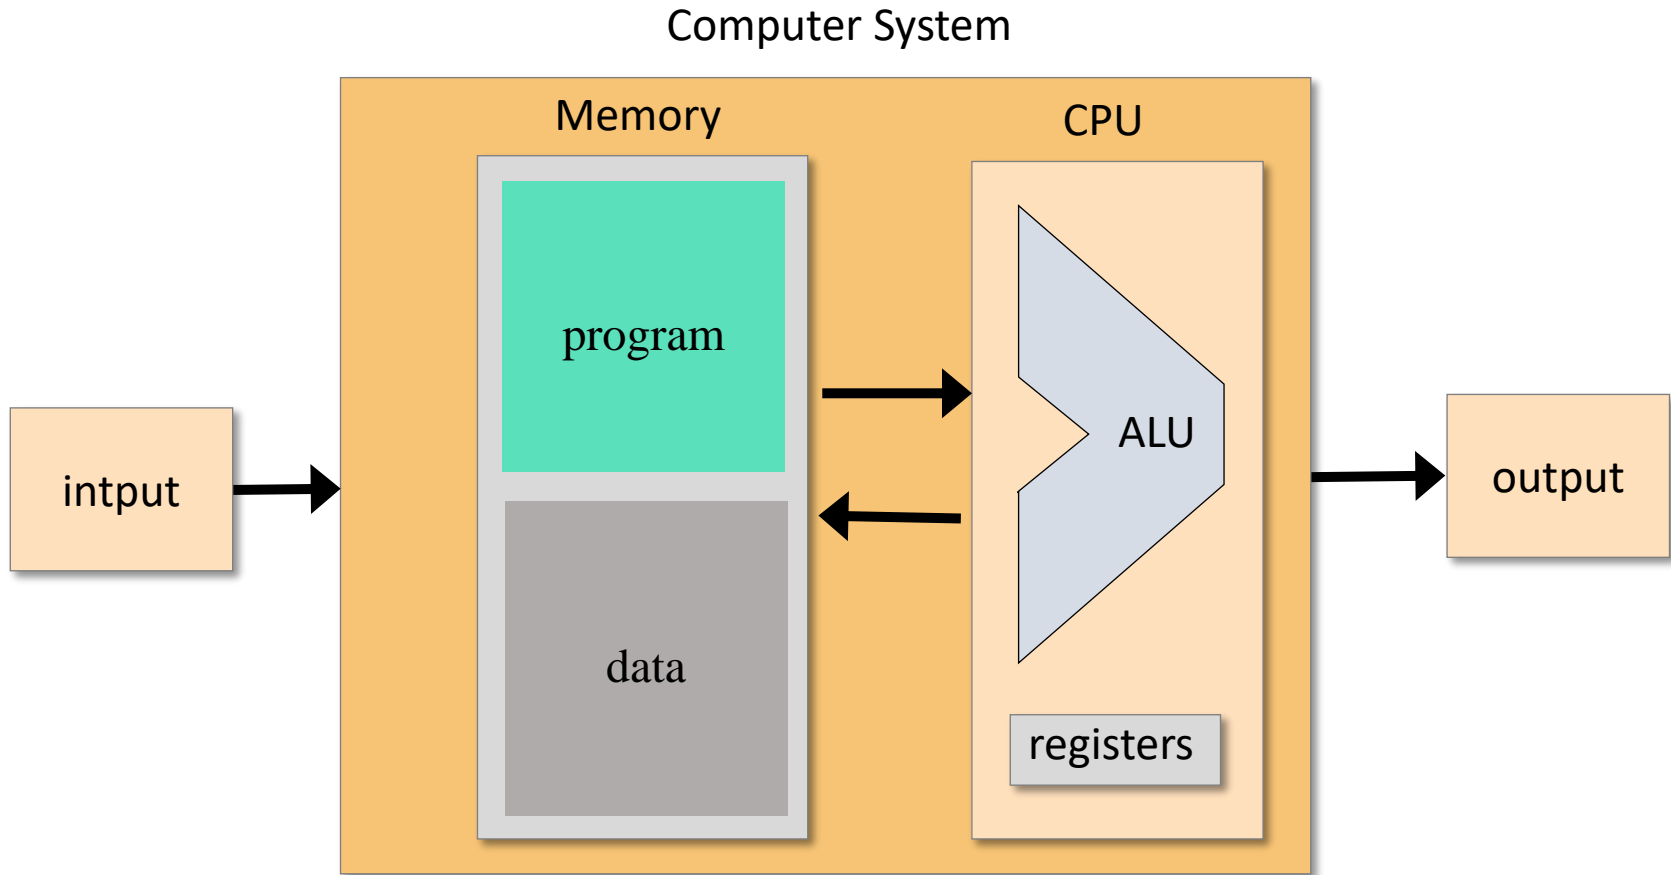 Computer System
Memory
CPU
program
ALU
intput
output
data
registers